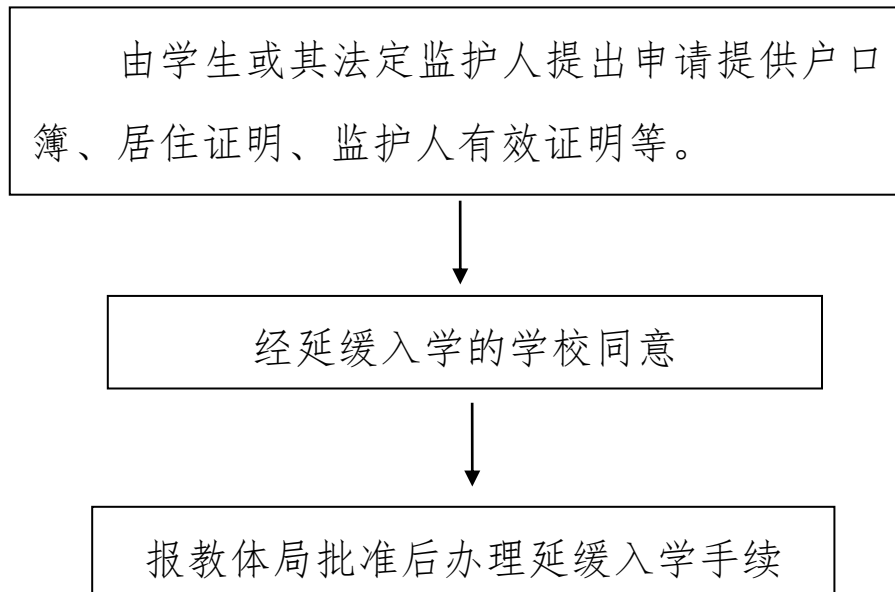 由学生或其法定监护人提出申请提供户口
簿、居住证明、监护人有效证明等。
经延缓入学的学校同意
报教体局批准后办理延缓入学手续